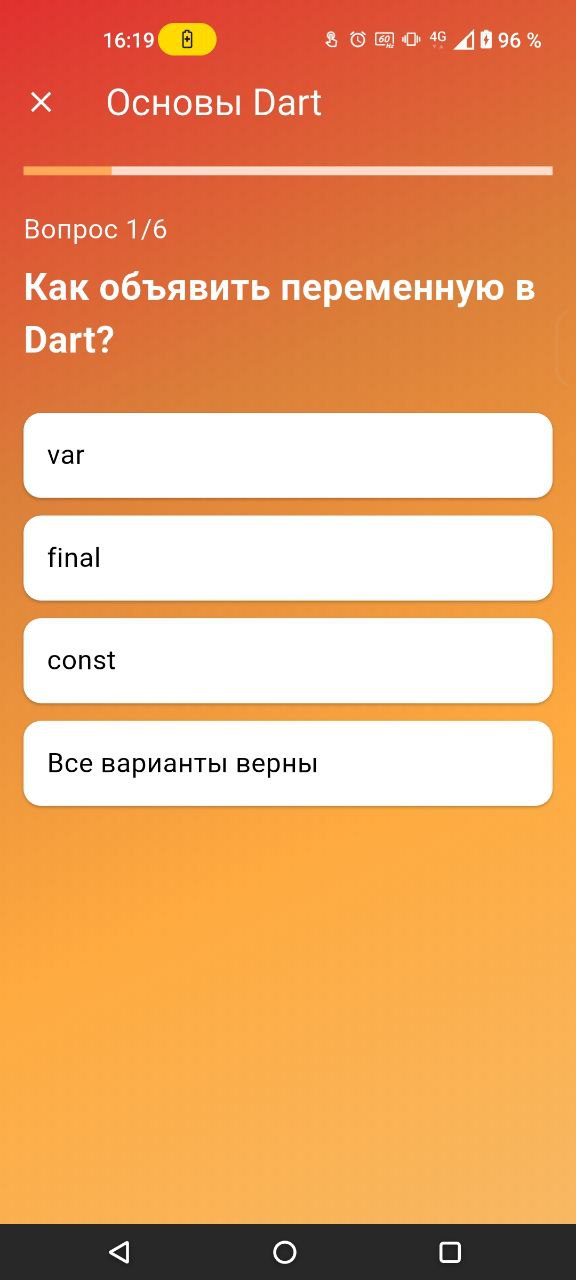 16:19 60Hz 4G 96 %
Основы Dart
Вопрос 1/6
Как объявить переменную в
Dart?
var
final
const
Все варианты верны